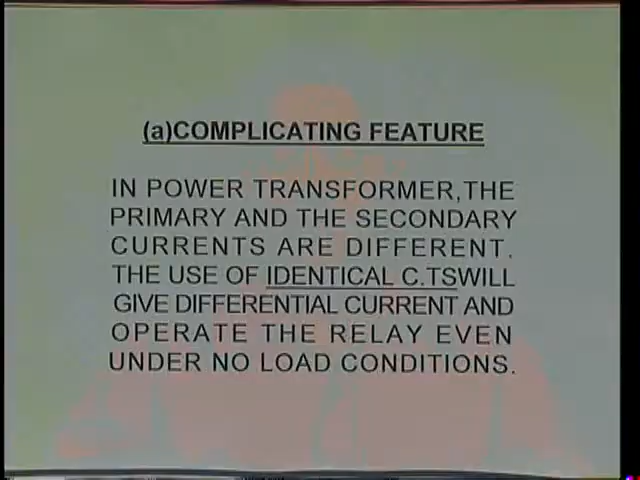 (a)COMPLICATING FEATURE
IN POWER TRANSFORMER,THE
PRIMARY AND THE SECONDARY
CURRENTS ARE DIFFERENT.
THE USE OF IDENTICAL C.TSWILL
GIVE DIFFERENTIAL CURRENT AND
OPERATE THE RELAY EVEN
UNDER NO LOAD CONDITIONS.